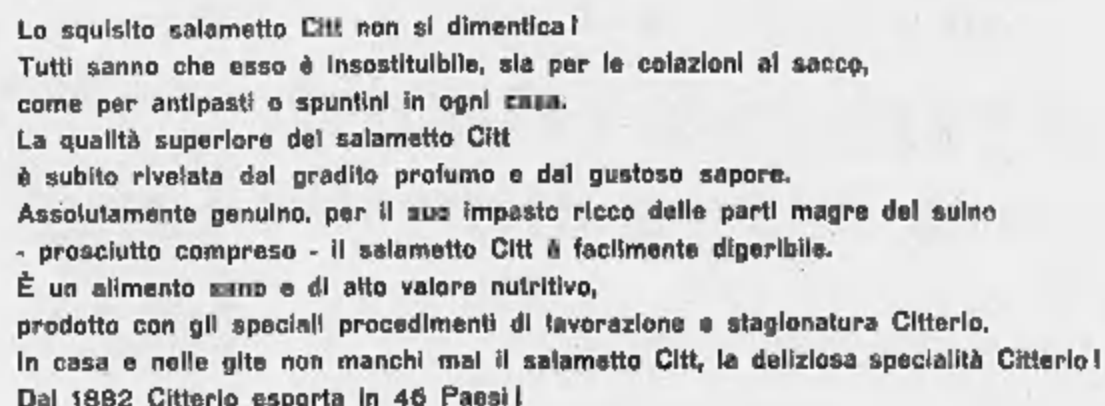 Lo squisito salametto Citt non si dimentica!
Tutti sanno che esso è insostituibile, sia per le colazioni al sacco,
come per antipasti o spuntini in ogni casa.
La qualità superiore del salametto Citt
è subito rivelata dal gradito profumo e dal gustoso sapore.
Assolutamente genuino, per il suo impasto ricco delle parti magre del suino
- prosciutto compreso - il salametto Citt è facilmente digeribile.
È un alimento sano e di alto valore nutritivo,
prodotto con gli speciali procedimenti di lavorazione e stagionatura Citterio.
In casa e nelle gite non manchi mai il salametto Citt, la deliziosa specialità Citterio!
Dal 1882 Citterio esporta in 46 Paesi!